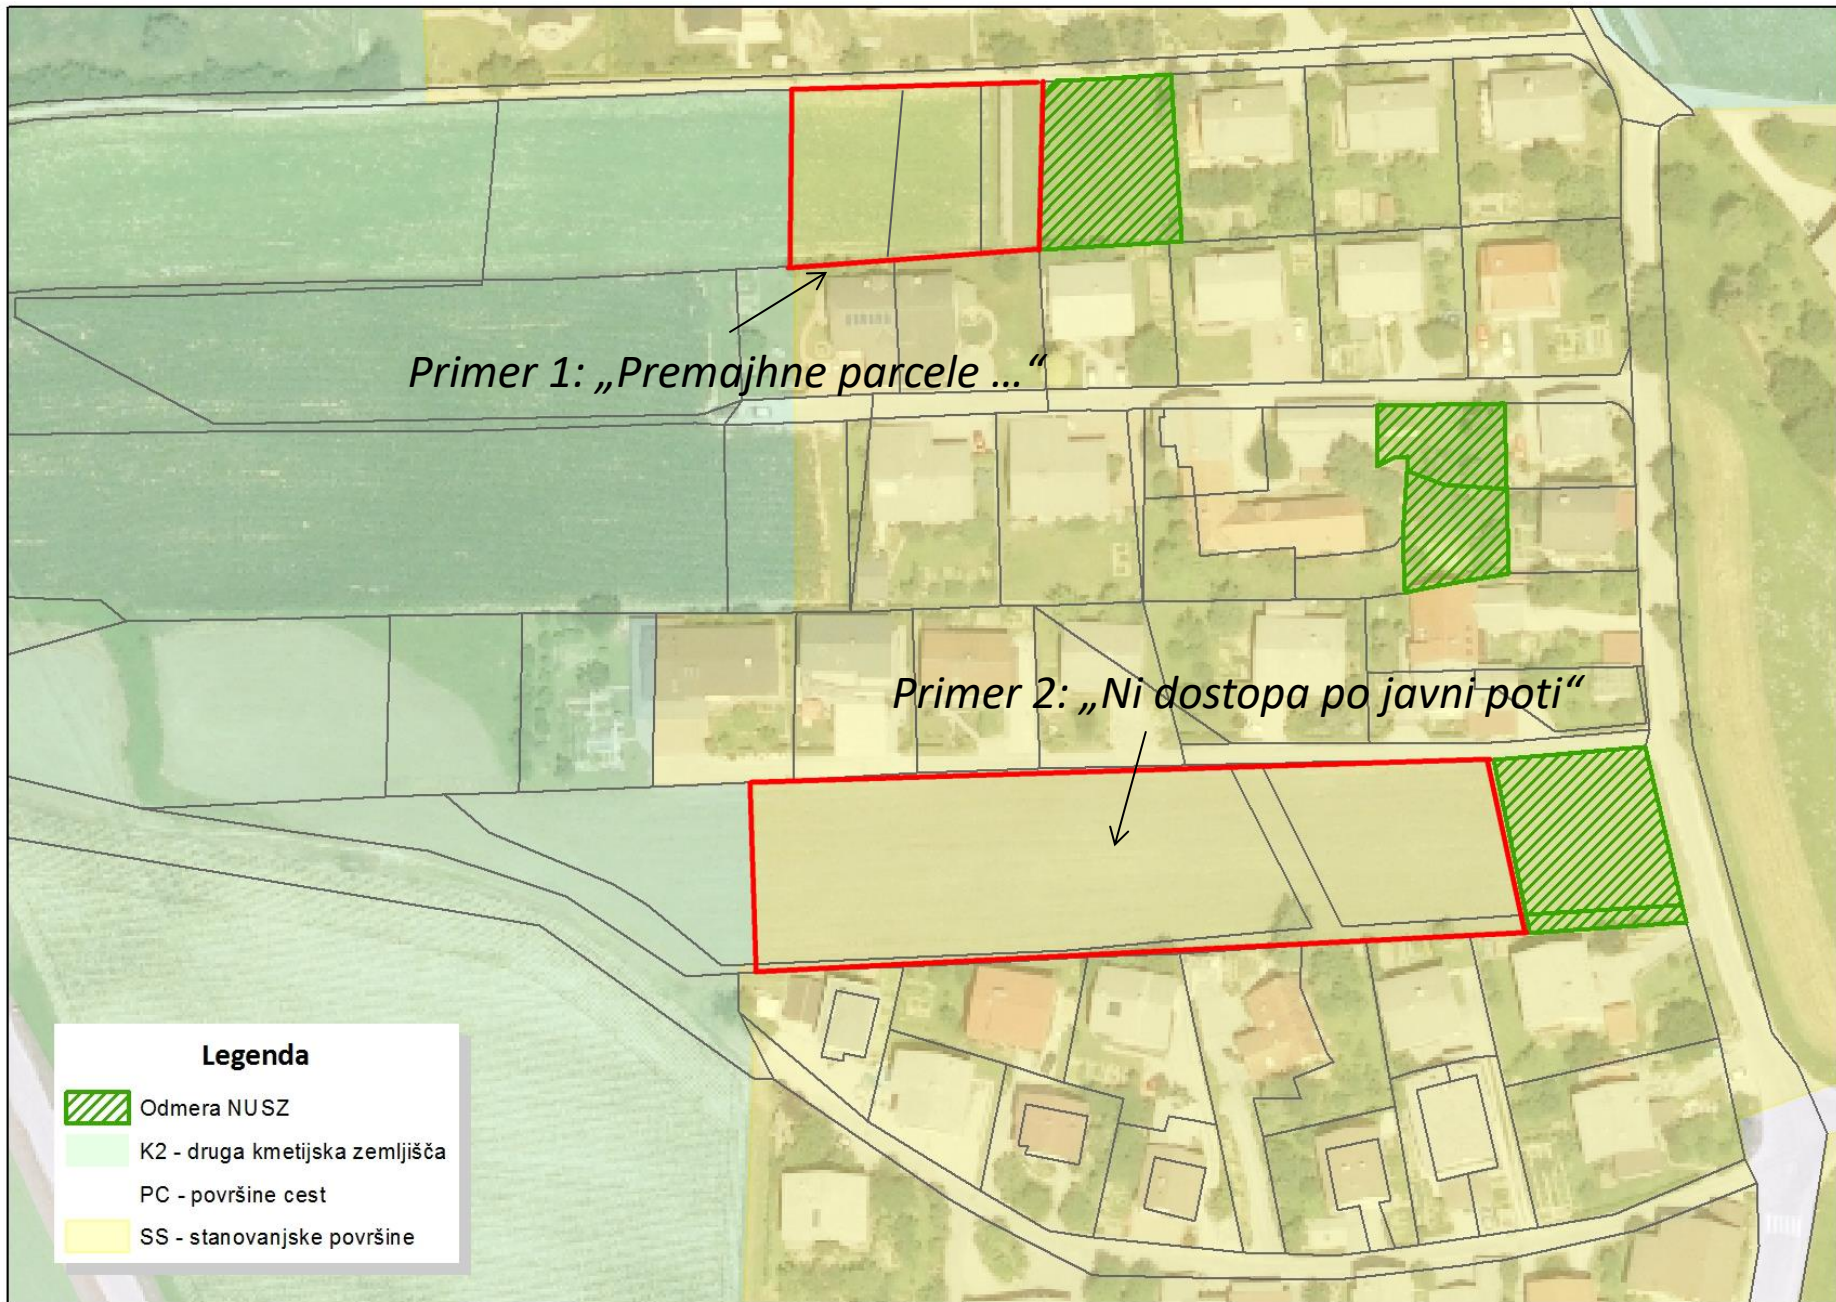 Primer 1: „Premajhne parcele ...“
Primer 2: „Ni dostopa po javni poti“
Legenda
Odmera NUSZ
K2 - druga kmetijska zemljišča
PC - površine cest
SS - stanovanjske površine